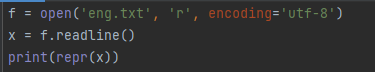 f = open('eng.txt', 'r', encoding='utf-8')
x = f.readline()
print(repr(x))